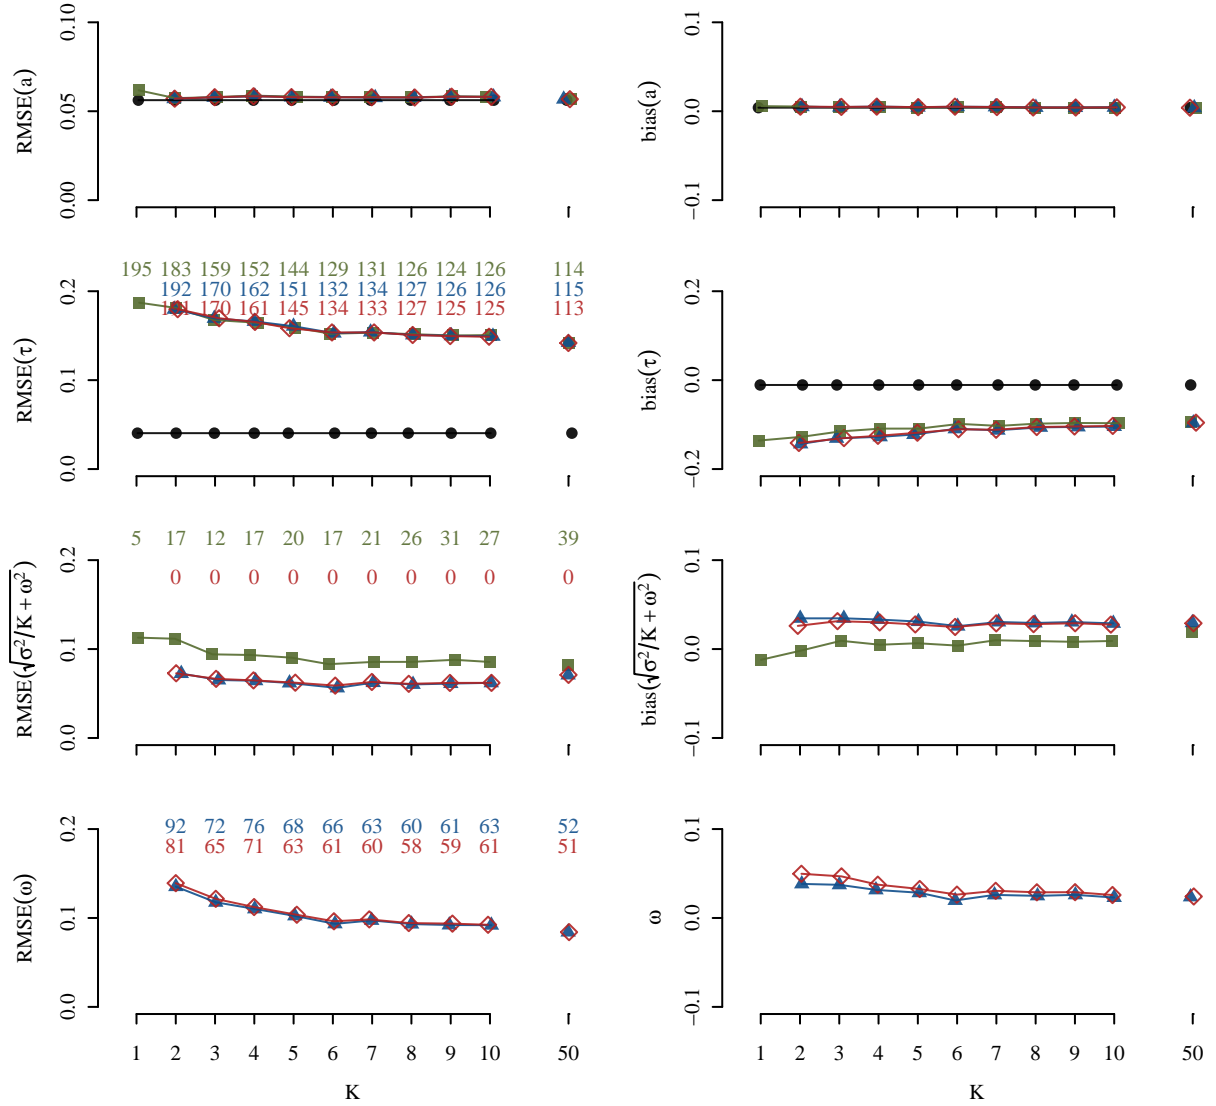 RMSE(a)
0.00 0.05 0.10
bias(a)
−0.1 0.0 0.1
195 183 159 152 144 129 131 126 124 126 114
192 170 162 151 132 134 127 126 126 115
170 161 145 134 133 127 125 125 113
RMSE(τ)
0.0 0.1 0.2
bias(τ)
−0.2 0.0 0.2
5 17 12 17 20 17 21 26 31 27 39
0 0 0 0 0 0 0 0 0 0
RMSE(√σ²/K + ω²)
0.0 0.1 0.2
bias(√σ²/K + ω²)
−0.1 0.0 0.1
92 72 76 68 66 63 60 61 63 52
81 65 71 63 61 60 58 59 61 51
RMSE(ω)
0.0 0.1 0.2
ω
−0.1 0.0 0.1
1 2 3 4 5 6 7 8 9 10 50
K
1 2 3 4 5 6 7 8 9 10 50
K